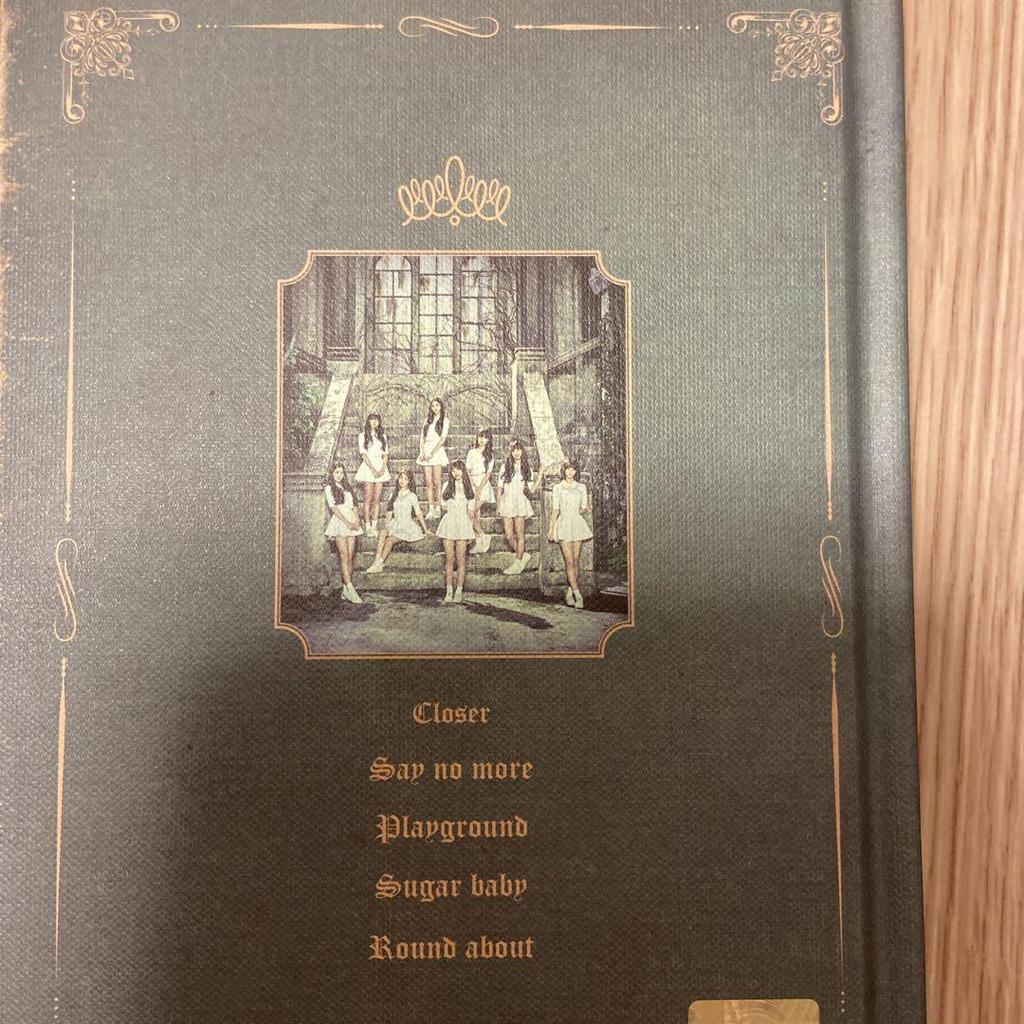 Closer
Say no more
Playground
Sugar baby
Round about